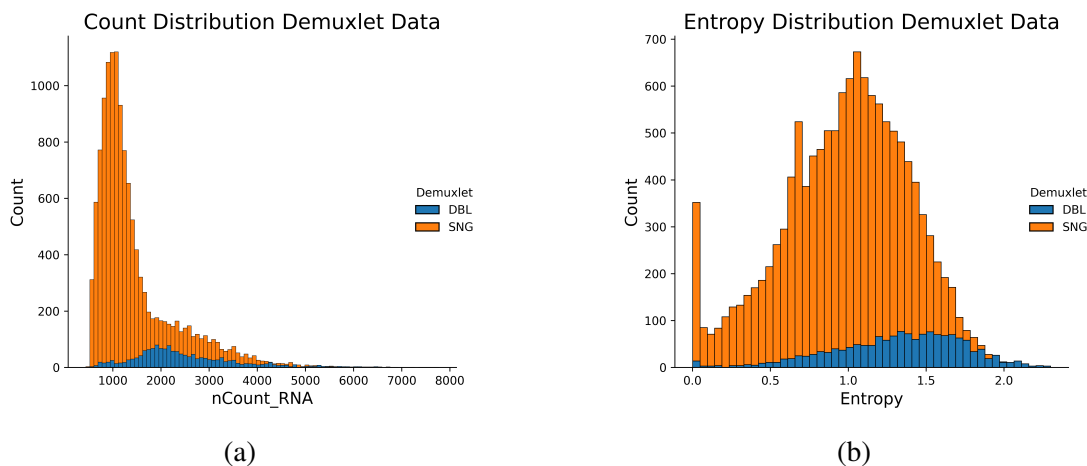 Count Distribution Demuxlet Data
1000
800
600
400
200
0
Count
1000 2000 3000 4000 5000 6000 7000 8000
nCount_RNA
Demuxlet
DBL
SNG
(a)
Entropy Distribution Demuxlet Data
700
600
500
400
300
200
100
0
Count
0.0 0.5 1.0 1.5 2.0
Entropy
Demuxlet
DBL
SNG
(b)